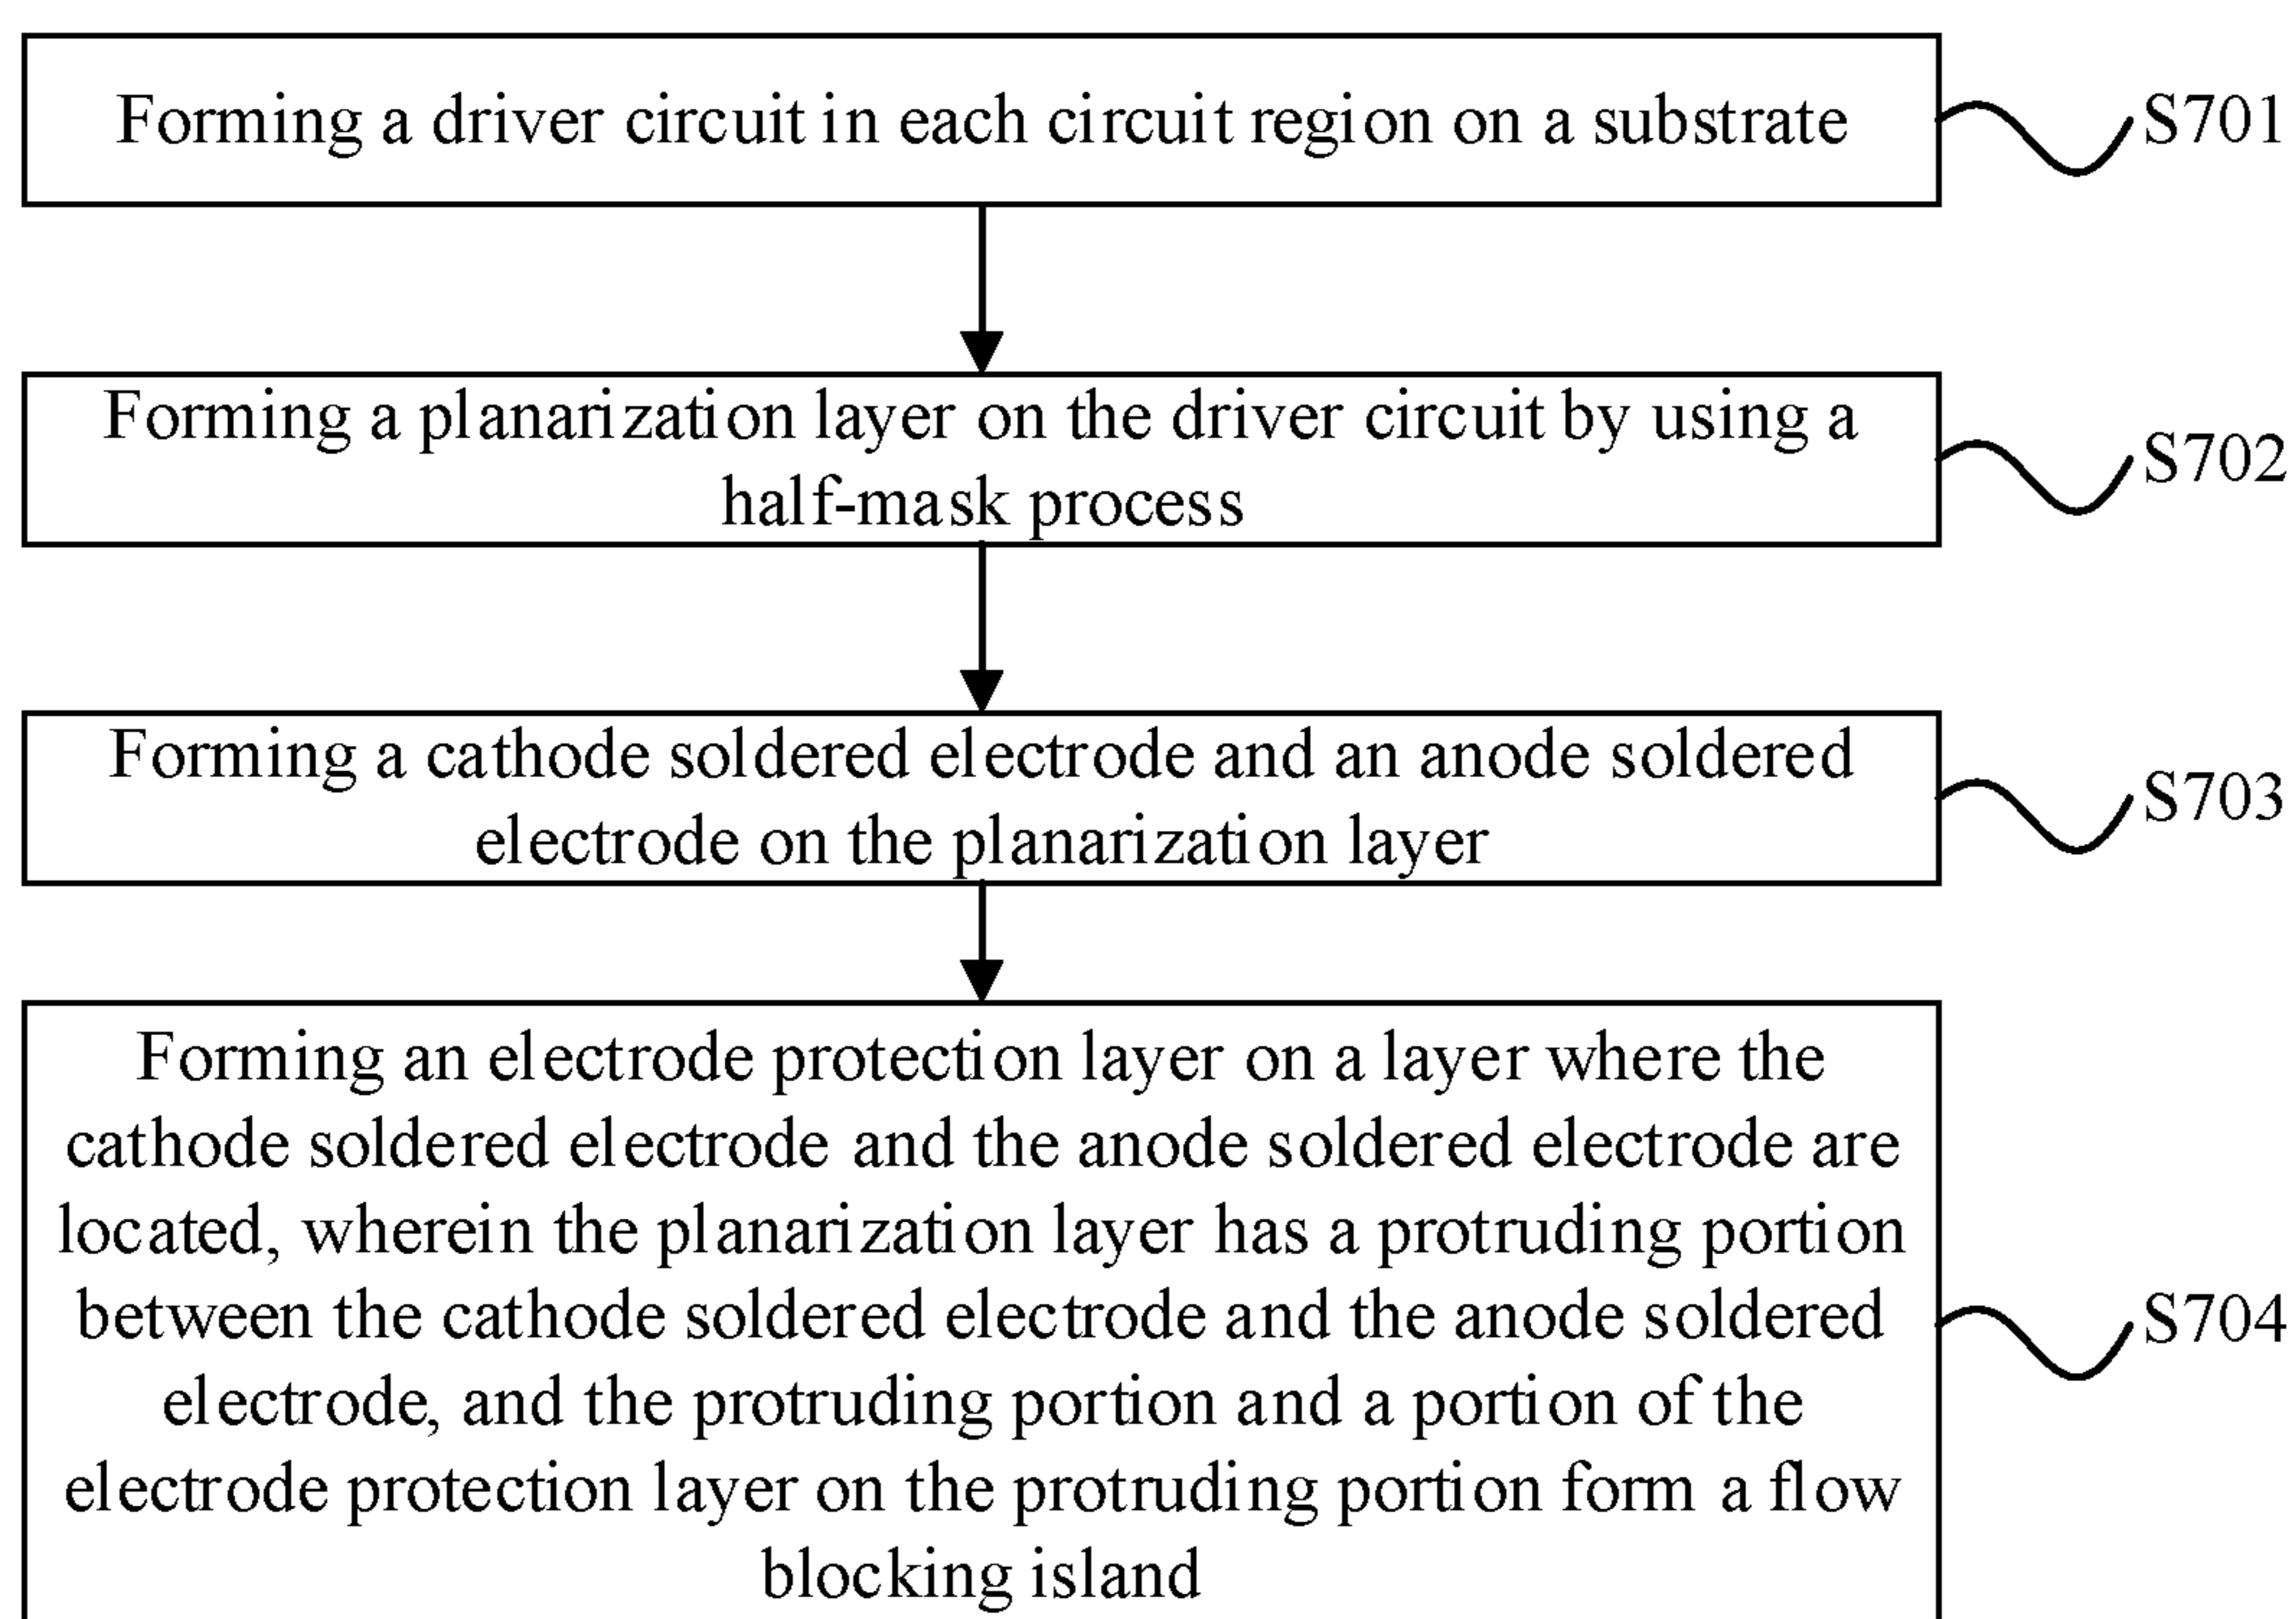 Forming a driver circuit in each circuit region on a substrate
S701
Forming a planarization layer on the driver circuit by using a
half-mask process
S702
Forming a cathode soldered electrode and an anode soldered
electrode on the planarization layer
S703
Forming an electrode protection layer on a layer where the
cathode soldered electrode and the anode soldered electrode are
located, wherein the planarization layer has a protruding portion
between the cathode soldered electrode and the anode soldered
electrode, and the protruding portion and a portion of the
electrode protection layer on the protruding portion form a flow
blocking island
S704